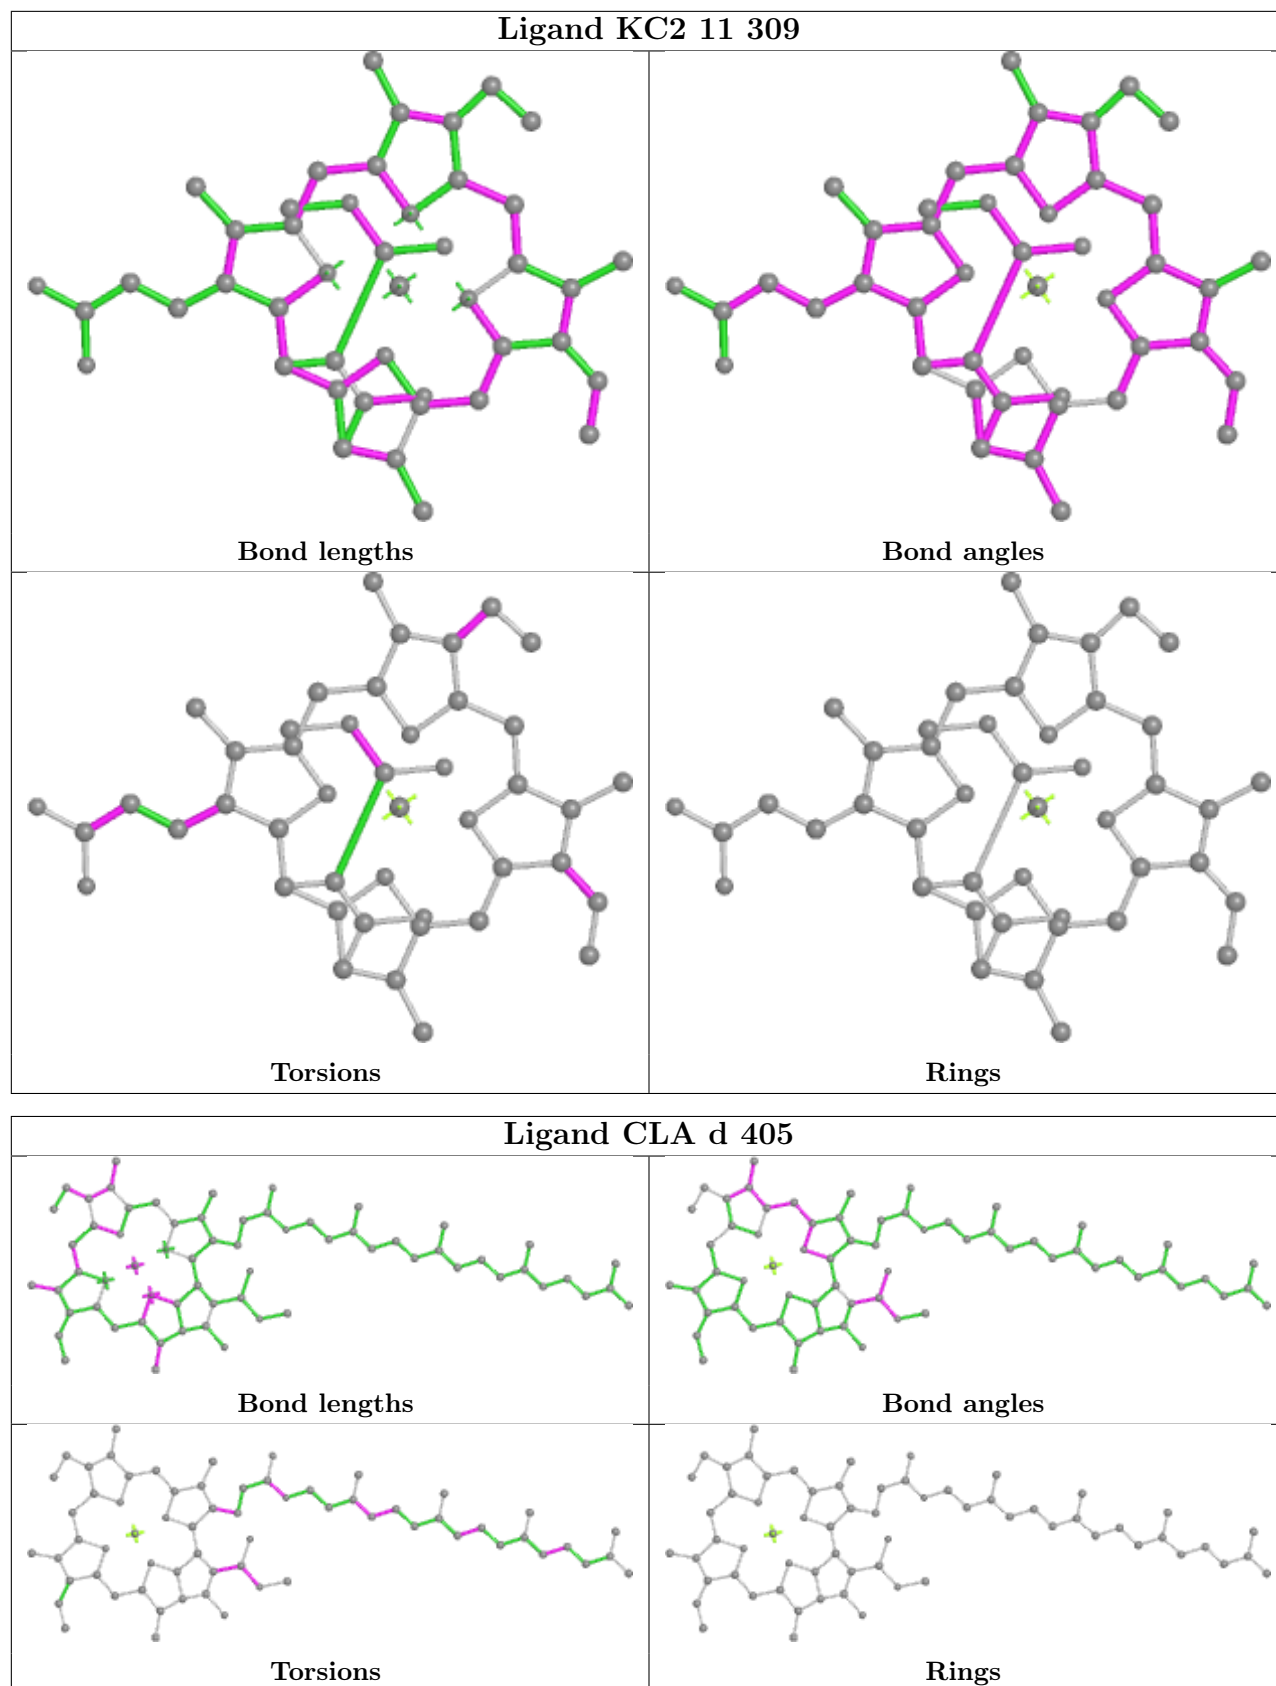 Ligand KC2 11 309
Bond lengths
Bond angles
Torsions
Rings
Ligand CLA d 405
Bond lengths
Bond angles
Torsions
Rings